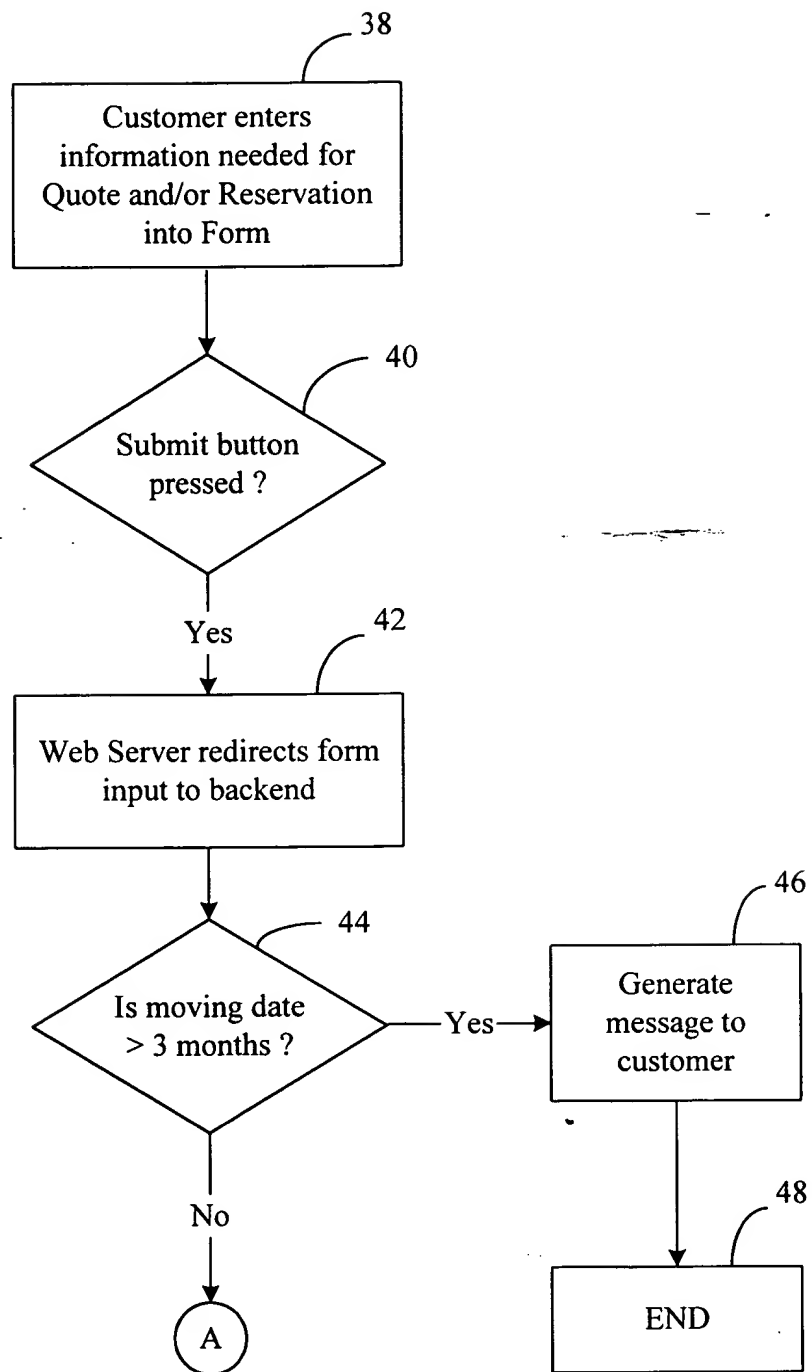 38
Customer enters
information needed for
Quote and/or Reservation
into Form
40
Submit button
pressed ?
Yes
42
Web Server redirects form
input to backend
44
Is moving date
> 3 months ?
Yes
46
Generate
message to
customer
No
48
END
A